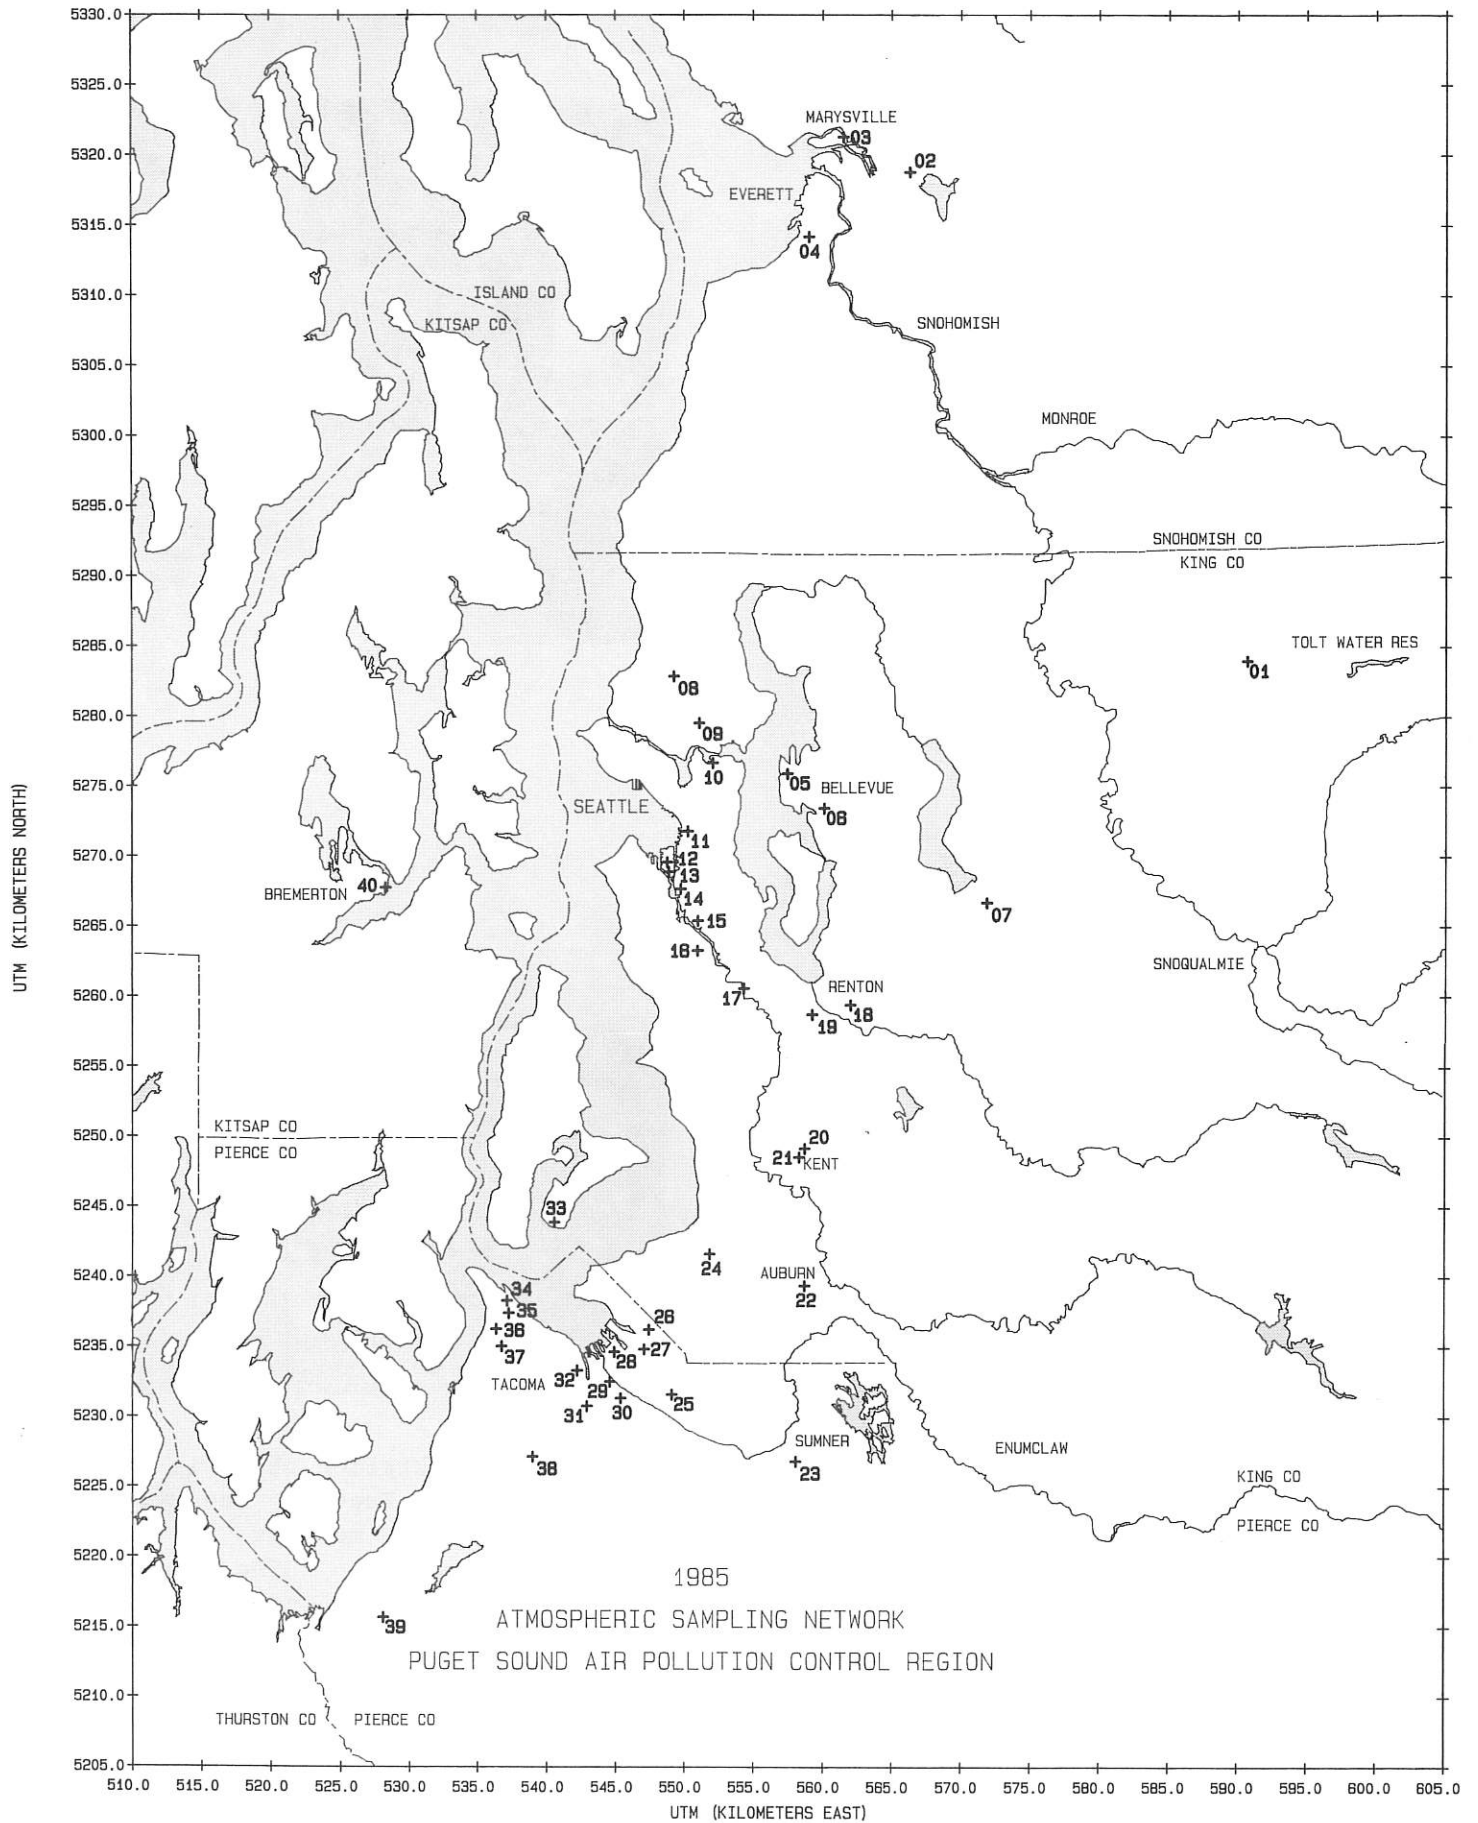 5330.0
5325.0
MARYSVILLE
03
5320.0
02
EVERETT
5315.0
04
5310.0
ISLAND CO
KITSAP CO
SNOHOMISH
5305.0
MONROE
5300.0
5295.0
SNOHOMISH CO
KING CO
5290.0
5285.0
TOLT WATER RES
01
08
5280.0
09
10
05
5275.0
BELLEVUE
SEATTLE
06
11
5270.0
12
13
BREMERTON 40
14
07
15
5265.0
16
SNOQUALMIE
RENTON
5260.0
17
18
19
5255.0
KITSAP CO
5250.0
20
PIERCE CO
21
KENT
5245.0
33
24
AUBURN
5240.0
22
34
35
26
36
5235.0
37
27
28
TACOMA
32
29
25
30
5230.0
31
SUMNER
ENUMCLAW
38
23
KING CO
5225.0
PIERCE CO
5220.0
1985
ATMOSPHERIC SAMPLING NETWORK
39
5215.0
PUGET SOUND AIR POLLUTION CONTROL REGION
5210.0
THURSTON CO
PIERCE CO
5205.0
510.0 515.0 520.0 525.0 530.0 535.0 540.0 545.0 550.0 555.0 560.0 565.0 570.0 575.0 580.0 585.0 590.0 595.0 600.0 605.0
UTM (KILOMETERS EAST)
UTM (KILOMETERS NORTH)